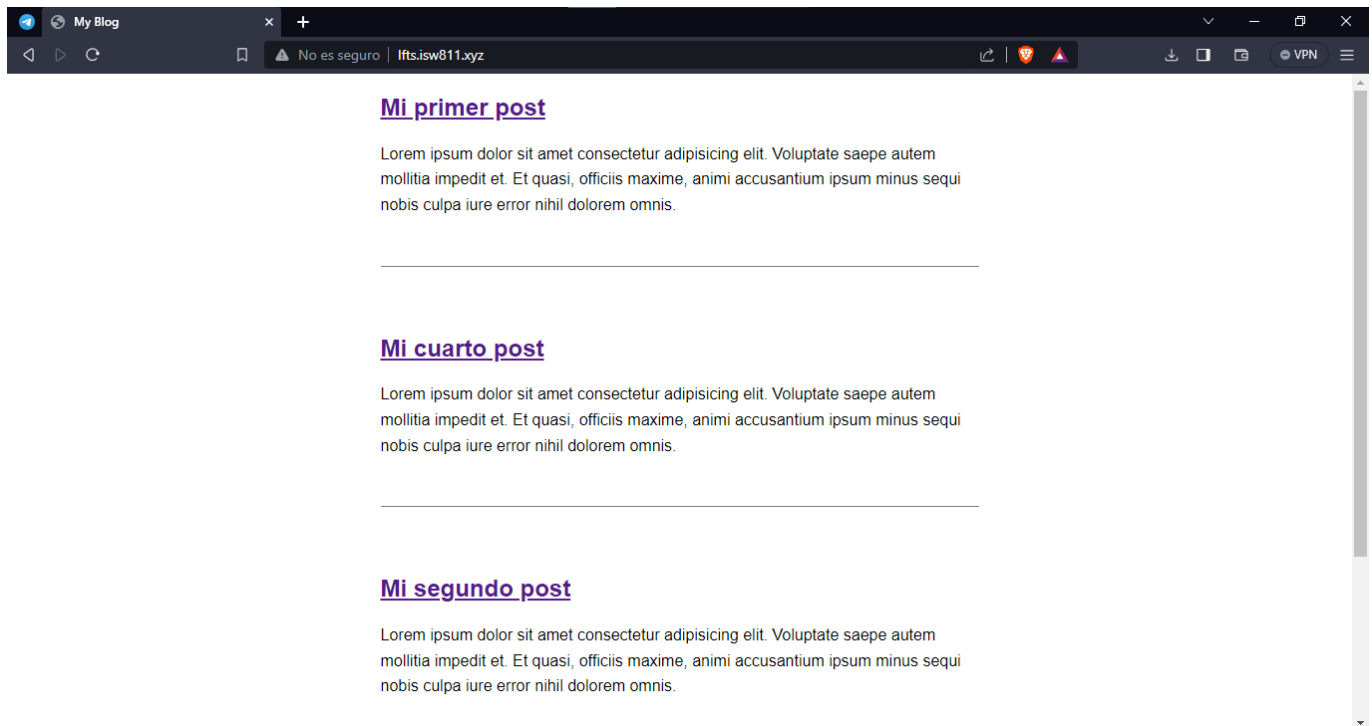 My Blog
No es seguro lfts.isw811.xyz
VPN
Mi primer post
Lorem ipsum dolor sit amet consectetur adipisicing elit. Voluptate saepe autem
mollitia impedit et. Et quasi, officiis maxime, animi accusantium ipsum minus sequi
nobis culpa iure error nihil dolorem omnis.
Mi cuarto post
Lorem ipsum dolor sit amet consectetur adipisicing elit. Voluptate saepe autem
mollitia impedit et. Et quasi, officiis maxime, animi accusantium ipsum minus sequi
nobis culpa iure error nihil dolorem omnis.
Mi segundo post
Lorem ipsum dolor sit amet consectetur adipisicing elit. Voluptate saepe autem
mollitia impedit et. Et quasi, officiis maxime, animi accusantium ipsum minus sequi
nobis culpa iure error nihil dolorem omnis.